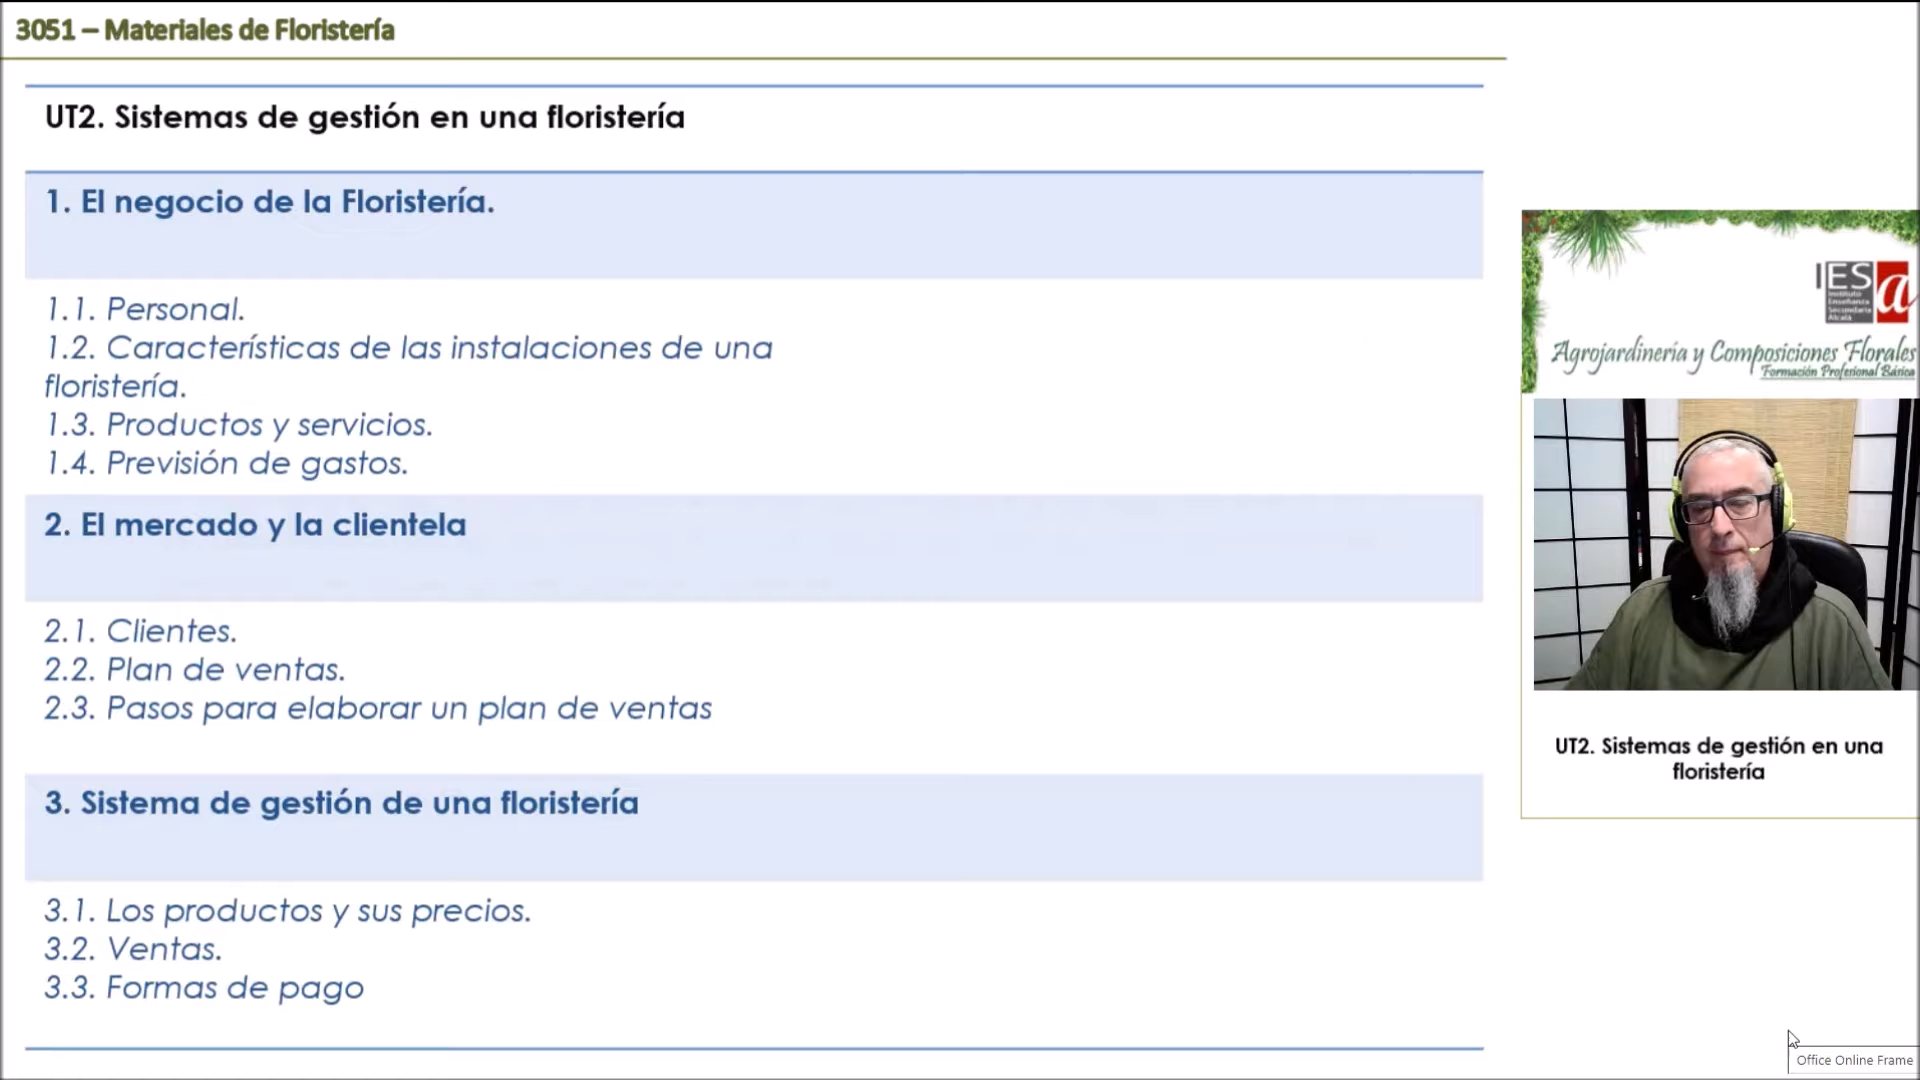 3051 – Materiales de Floristería
UT2. Sistemas de gestión en una floristería
1. El negocio de la Floristería.
1.1. Personal.
1.2. Características de las instalaciones de una
floristería.
1.3. Productos y servicios.
1.4. Previsión de gastos.
2. El mercado y la clientela
2.1. Clientes.
2.2. Plan de ventas.
2.3. Pasos para elaborar un plan de ventas
3. Sistema de gestión de una floristería
3.1. Los productos y sus precios.
3.2. Ventas.
3.3. Formas de pago
IES a
Instituto
Enseñanza
Secundaria
Alcalá
Agrojardinería y Composiciones Florales
Formación Profesional Básica
UT2. Sistemas de gestión en una
floristería
Office Online Frame